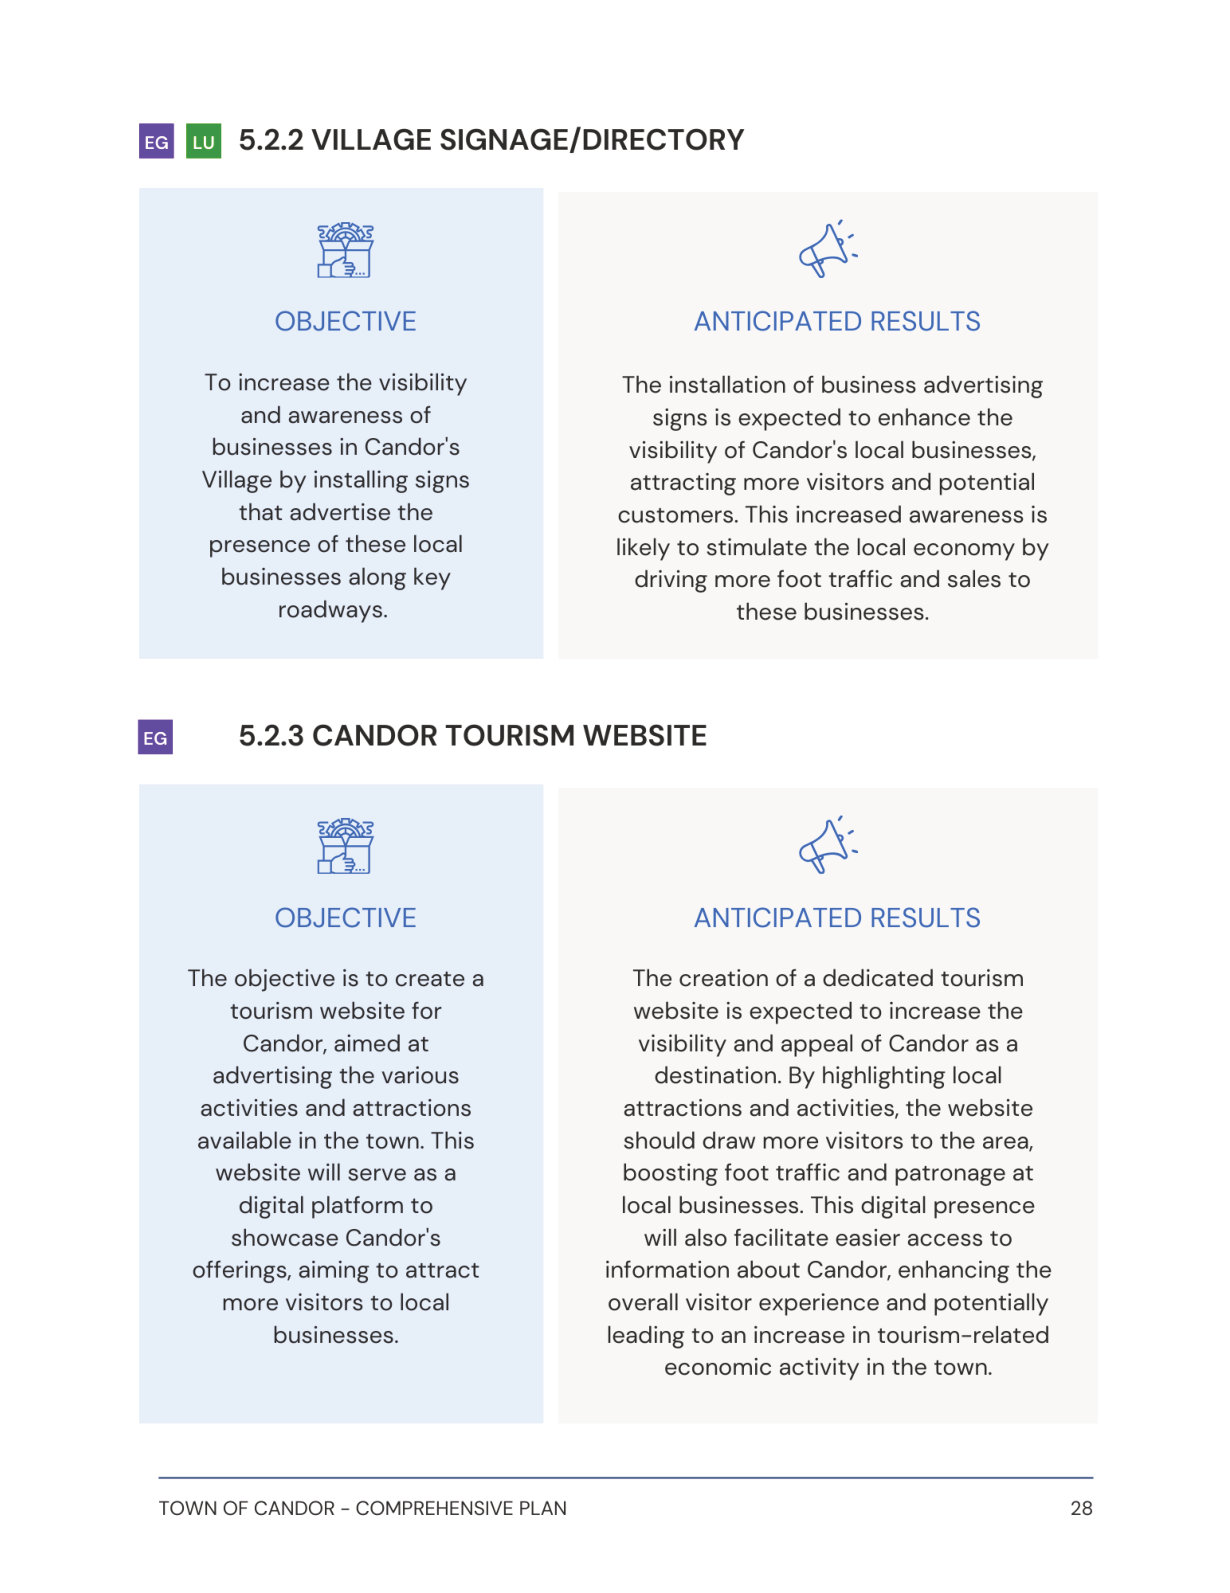 EG LU 5.2.2 VILLAGE SIGNAGE/DIRECTORY
OBJECTIVE
To increase the visibility
and awareness of
businesses in Candor's
Village by installing signs
that advertise the
presence of these local
businesses along key
roadways.
ANTICIPATED RESULTS
The installation of business advertising
signs is expected to enhance the
visibility of Candor's local businesses,
attracting more visitors and potential
customers. This increased awareness is
likely to stimulate the local economy by
driving more foot traffic and sales to
these businesses.
EG 5.2.3 CANDOR TOURISM WEBSITE
OBJECTIVE
The objective is to create a
tourism website for
Candor, aimed at
advertising the various
activities and attractions
available in the town. This
website will serve as a
digital platform to
showcase Candor's
offerings, aiming to attract
more visitors to local
businesses.
ANTICIPATED RESULTS
The creation of a dedicated tourism
website is expected to increase the
visibility and appeal of Candor as a
destination. By highlighting local
attractions and activities, the website
should draw more visitors to the area,
boosting foot traffic and patronage at
local businesses. This digital presence
will also facilitate easier access to
information about Candor, enhancing the
overall visitor experience and potentially
leading to an increase in tourism-related
economic activity in the town.
TOWN OF CANDOR - COMPREHENSIVE PLAN 28